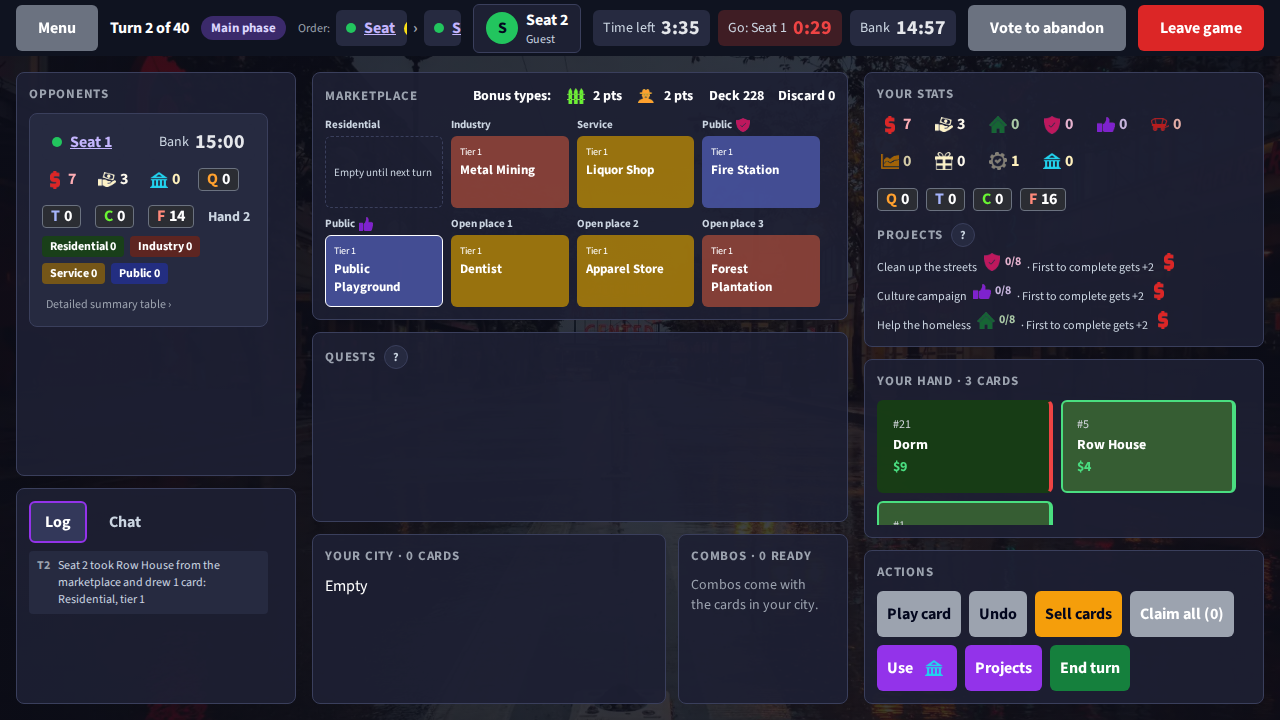 Menu
Turn 2 of 40
Main phase
Order:
Seat
›
S
S
Seat 2
Guest
Time left 3:35
Go: Seat 1 0:29
Bank 14:57
Vote to abandon
Leave game
OPPONENTS
Seat 1
Bank 15:00
7
3
0
Q 0
T 0
C 0
F 14
Hand 2
Residential 0
Industry 0
Service 0
Public 0
Detailed summary table ›
Log
Chat
T2 Seat 2 took Row House from the
marketplace and drew 1 card:
Residential, tier 1
MARKETPLACE
Bonus types:
2 pts
2 pts
Deck 228
Discard 0
Residential
Industry
Service
Public
Empty until next turn
Tier 1
Metal Mining
Tier 1
Liquor Shop
Tier 1
Fire Station
Public
Open place 1
Open place 2
Open place 3
Tier 1
Public
Playground
Tier 1
Dentist
Tier 1
Apparel Store
Tier 1
Forest
Plantation
QUESTS
?
YOUR CITY · 0 CARDS
Empty
COMBOS · 0 READY
Combos come with
the cards in your city.
YOUR STATS
7
3
0
0
0
0
0
0
1
0
Q 0
T 0
C 0
F 16
PROJECTS
?
Clean up the streets 0/8 · First to complete gets +2
Culture campaign 0/8 · First to complete gets +2
Help the homeless 0/8 · First to complete gets +2
YOUR HAND · 3 CARDS
#21
Dorm
$9
#5
Row House
$4
ACTIONS
Play card
Undo
Sell cards
Claim all (0)
Use
Projects
End turn